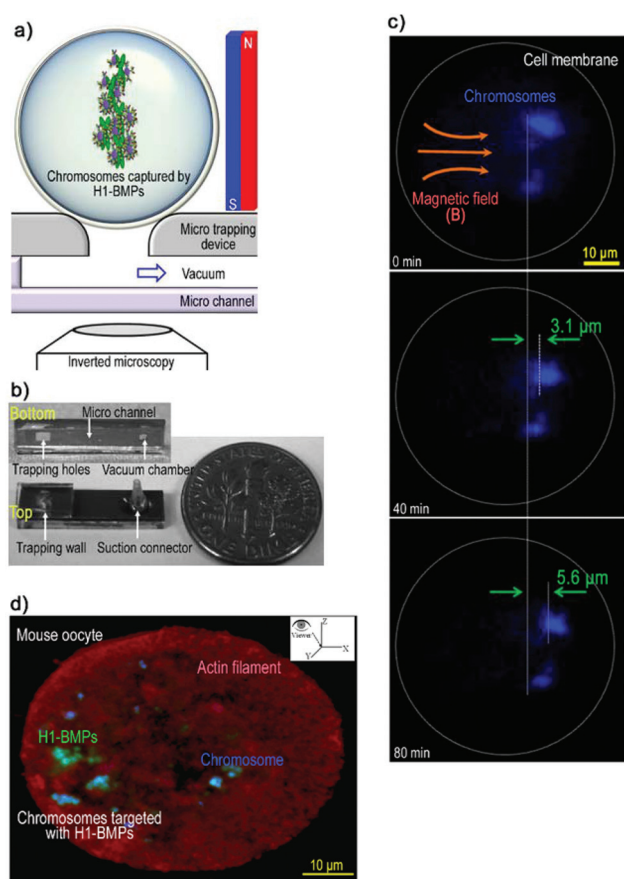 a)
N
Chromosomes captured by
H1-BMPs
S
Micro trapping
device
Vacuum
Micro channel
Inverted microscopy
b)
Bottom
Micro channel
Trapping holes
Vacuum chamber
Top
Trapping wall
Suction connector
ONE DIME
c)
Cell membrane
Chromosomes
Magnetic field
(B)
10 µm
0 min
3.1 µm
40 min
5.6 µm
80 min
d)
Mouse oocyte
Viewer
Z
X
Y
Actin filament
H1-BMPs
Chromosome
Chromosomes targeted
with H1-BMPs
10 µm